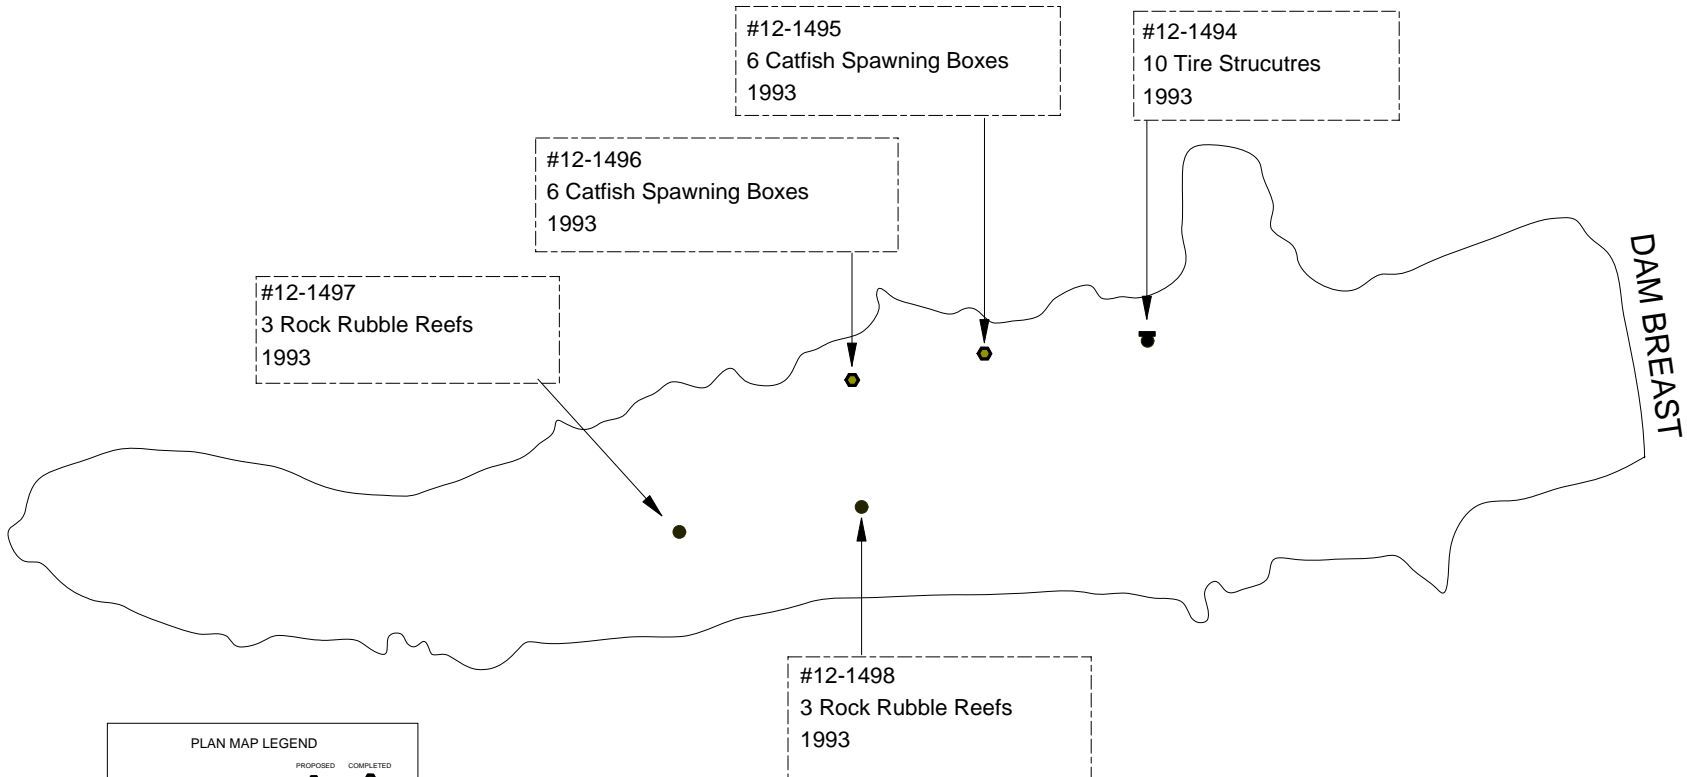 #12-1495
6 Catfish Spawning Boxes
1993
#12-1494
10 Tire Strucutres
1993
#12-1496
6 Catfish Spawning Boxes
1993
#12-1497
3 Rock Rubble Reefs
1993
DAM BREAST
#12-1498
3 Rock Rubble Reefs
1993
PLAN MAP LEGEND
PROPOSED COMPLETED